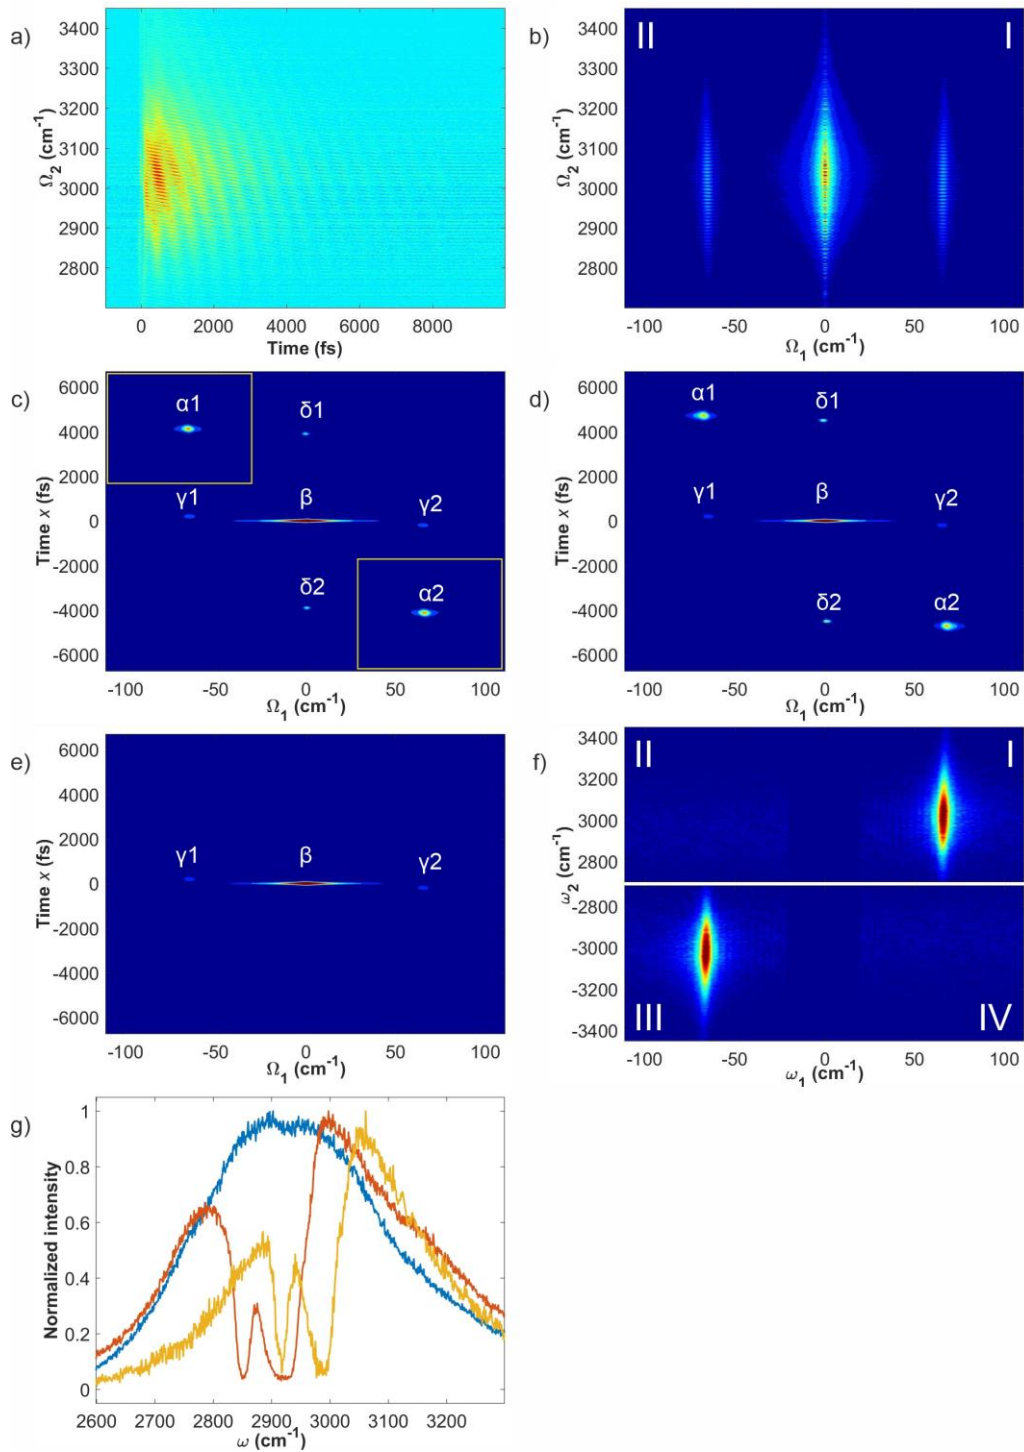 a)
3400
3300
3200
3100
3000
2900
2800
Ω₂ (cm⁻¹)
0 2000 4000 6000 8000
Time (fs)
b)
II I
3400
3300
3200
3100
3000
2900
2800
Ω₂ (cm⁻¹)
-100 -50 0 50 100
Ω₁ (cm⁻¹)
c)
6000
4000
2000
0
-2000
-4000
-6000
Time x (fs)
α1 δ1
γ1 β γ2
δ2 α2
-100 -50 0 50 100
Ω₁ (cm⁻¹)
d)
6000
4000
2000
0
-2000
-4000
-6000
Time x (fs)
α1 δ1
γ1 β γ2
δ2 α2
-100 -50 0 50 100
Ω₁ (cm⁻¹)
e)
6000
4000
2000
0
-2000
-4000
-6000
Time x (fs)
γ1 β γ2
-100 -50 0 50 100
Ω₁ (cm⁻¹)
f)
II I
3400
3200
3000
2800
-2800
-3000
-3200
-3400
ω₂ (cm⁻¹)
III IV
-100 -50 0 50 100
ω₁ (cm⁻¹)
g)
1
0.8
0.6
0.4
0.2
0
Normalized intensity
2600 2700 2800 2900 3000 3100 3200
ω (cm⁻¹)